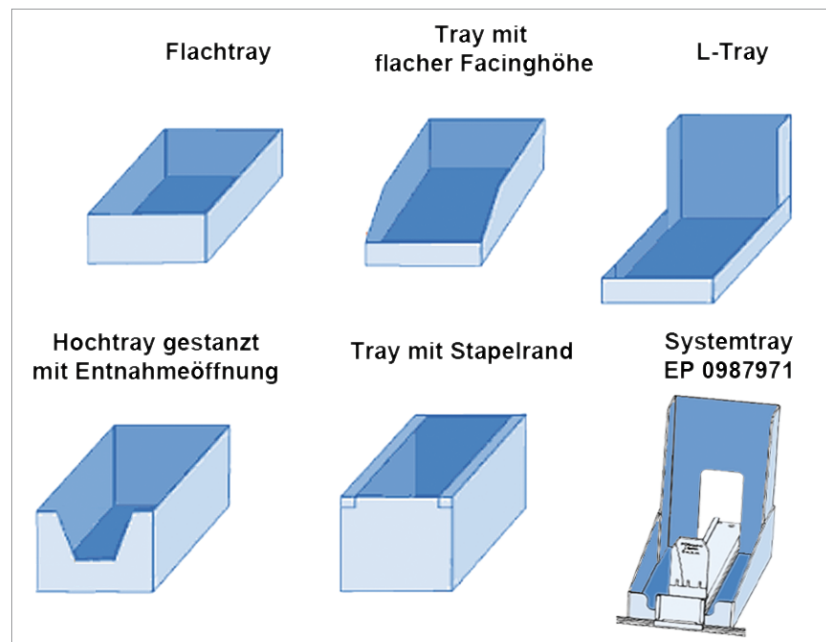 Flachtray
Tray mit
flacher Facinghöhe
L-Tray
Hochtray gestanzt
mit Entnahmeöffnung
Tray mit Stapelrand
Systemtray
EP 0987971